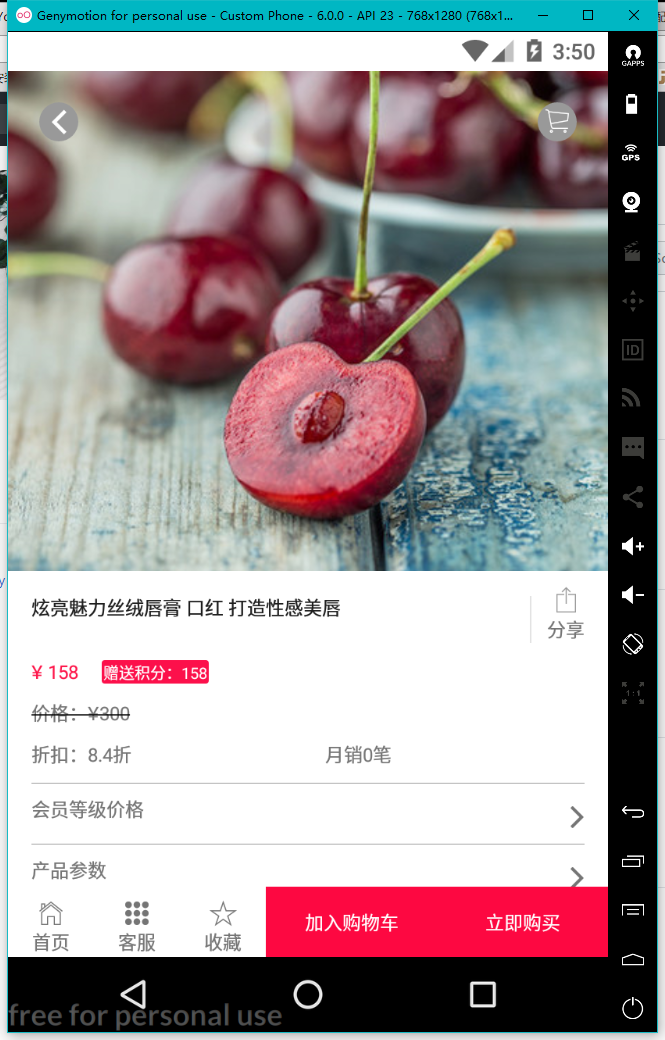 Genymotion for personal use - Custom Phone - 6.0.0 - API 23 - 768x1280 (768x1...
3:50
GAPPS
GPS
ID
炫亮魅力丝绒唇膏 口红 打造性感美唇
分享
¥ 158 赠送积分：158
价格：¥300
折扣：8.4折 月销0笔
1:1
会员等级价格
产品参数
首页 客服 收藏 加入购物车 立即购买
free for personal use